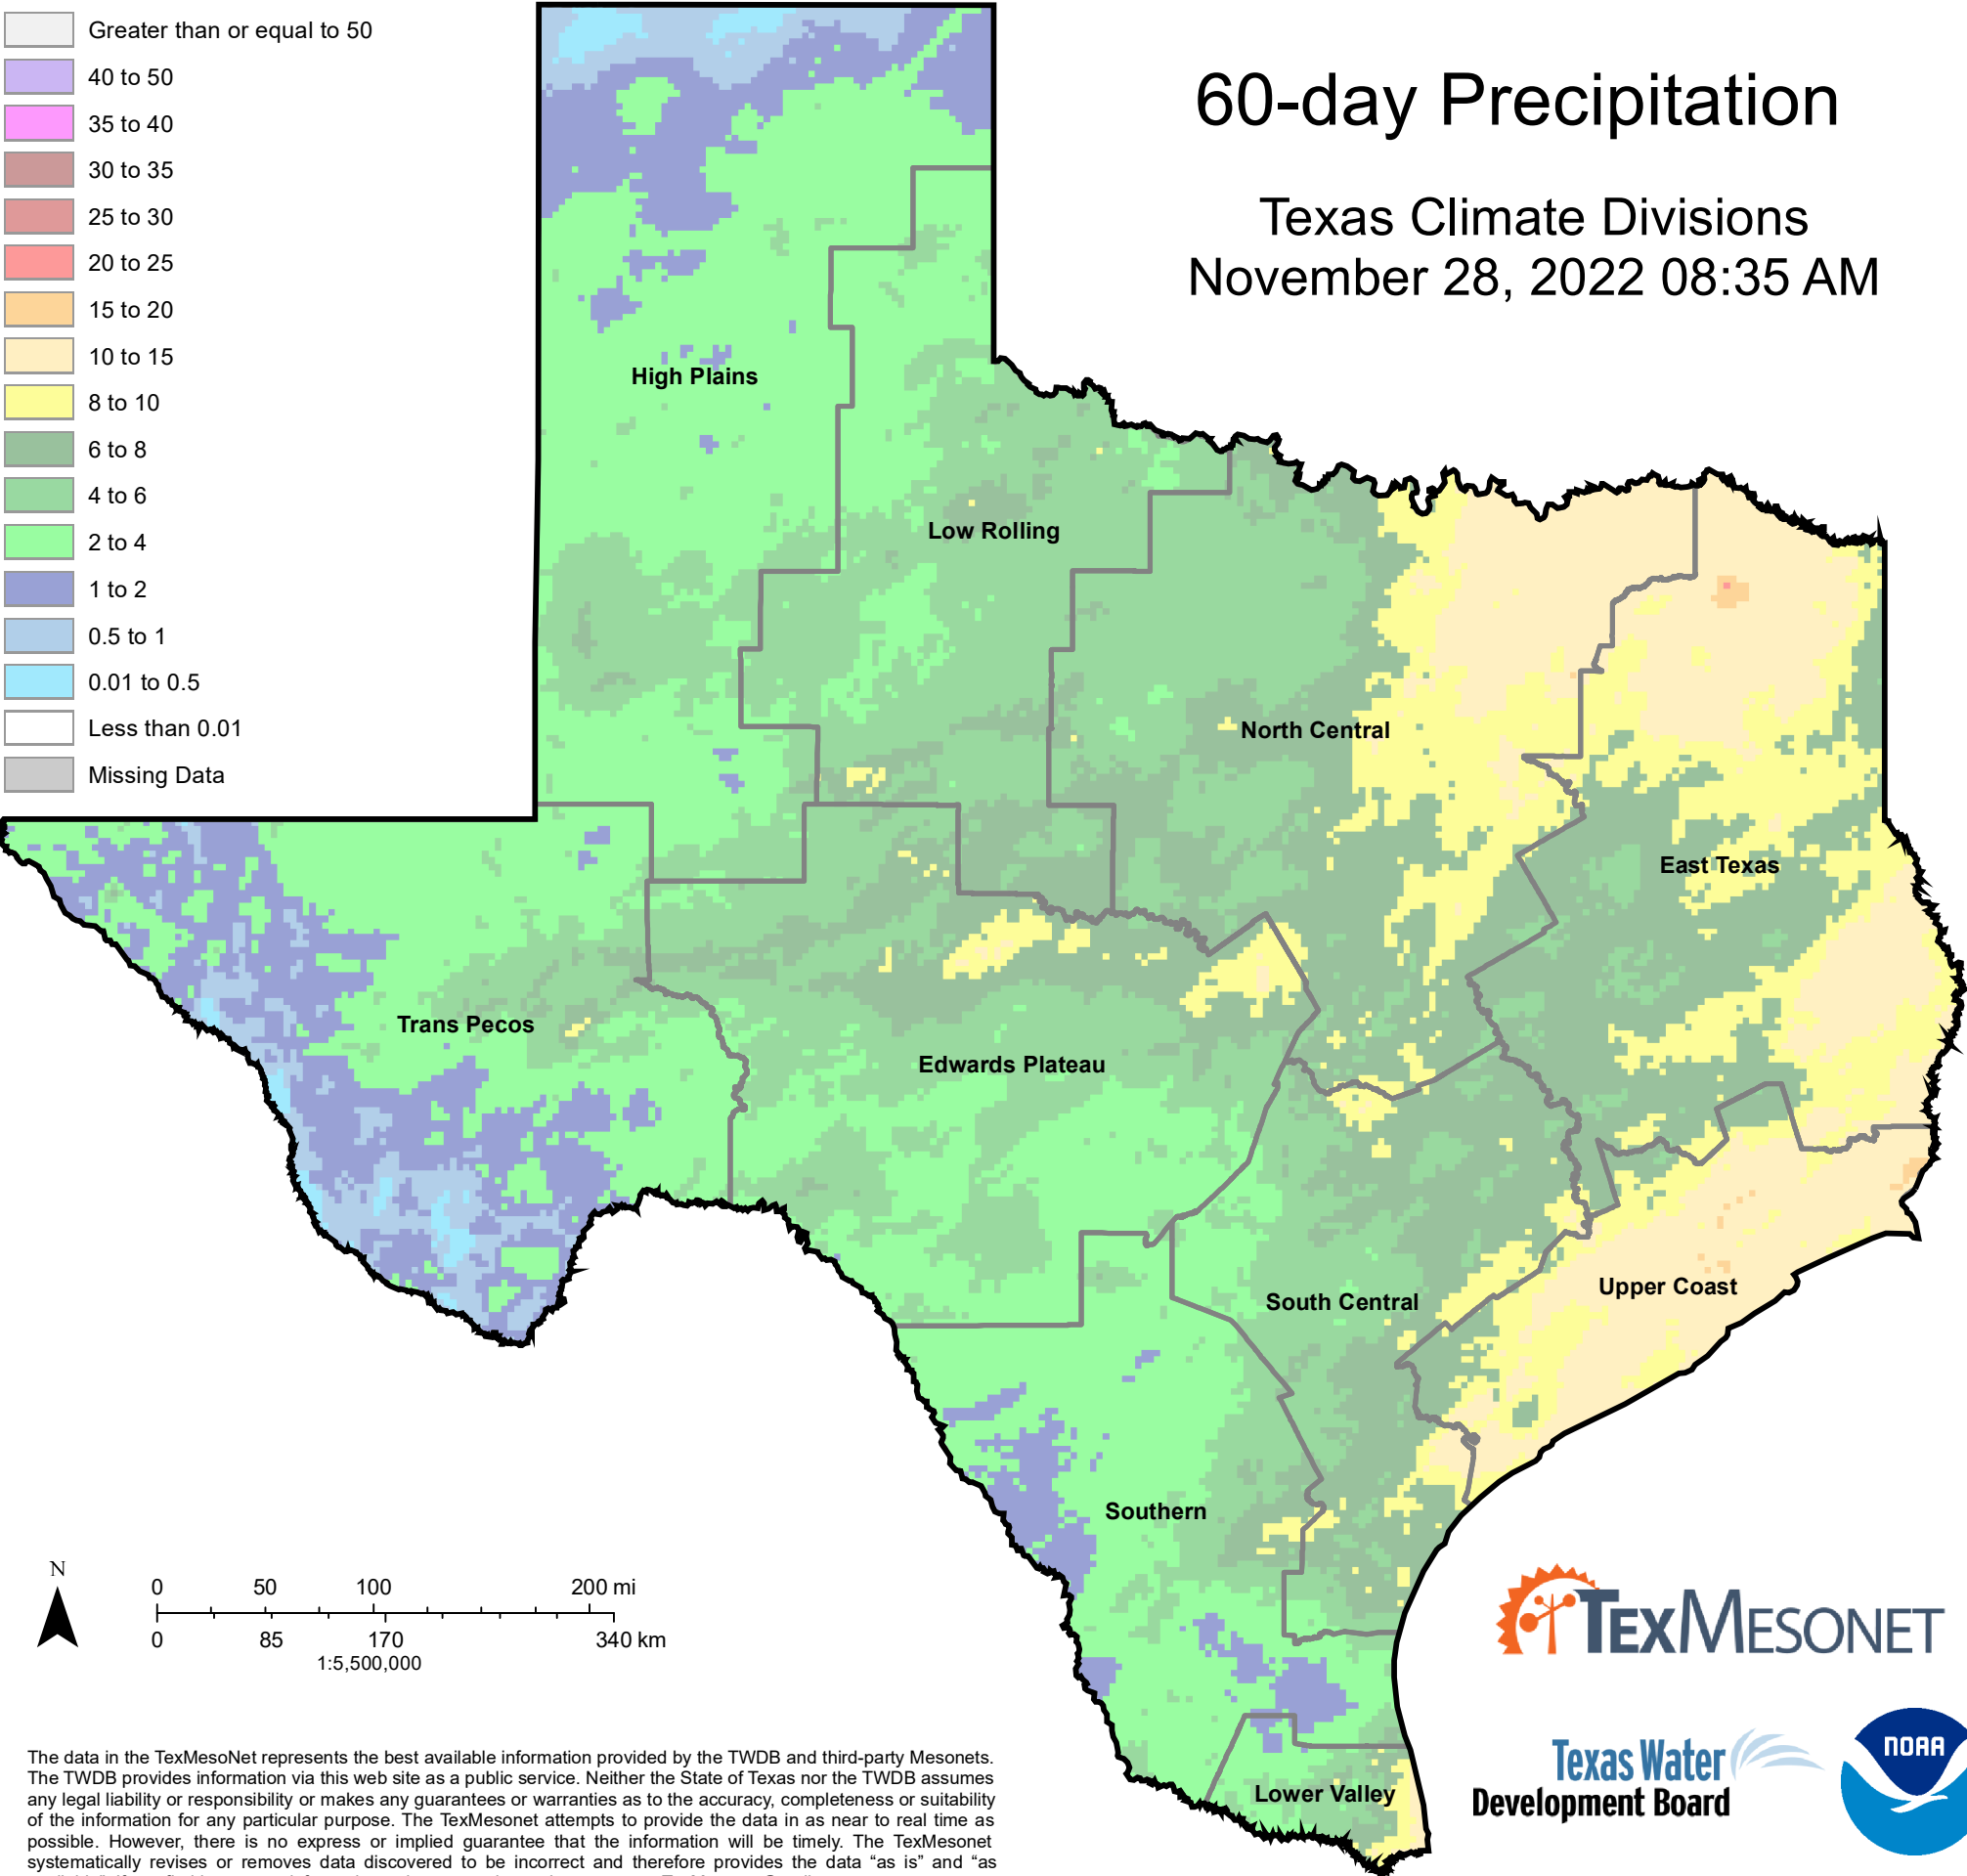 Greater than or equal to 50
40 to 50
35 to 40
30 to 35
25 to 30
20 to 25
15 to 20
10 to 15
8 to 10
6 to 8
4 to 6
2 to 4
1 to 2
0.5 to 1
0.01 to 0.5
Less than 0.01
Missing Data
60-day Precipitation
Texas Climate Divisions
November 28, 2022 08:35 AM
High Plains
Low Rolling
North Central
East Texas
Trans Pecos
Edwards Plateau
South Central
Upper Coast
Southern
Lower Valley
N
0 50 100 200 mi
0 85 170 340 km
1:5,500,000
TEXMESONET
Texas Water
Development Board
NOAA
The data in the TexMesoNet represents the best available information provided by the TWDB and third-party Mesonets.
The TWDB provides information via this web site as a public service. Neither the State of Texas nor the TWDB assumes
any legal liability or responsibility or makes any guarantees or warranties as to the accuracy, completeness or suitability
of the information for any particular purpose. The TexMesonet attempts to provide the data in as near to real time as
possible. However, there is no express or implied guarantee that the information will be timely. The TexMesonet
systematically revises or removes data discovered to be incorrect and therefore provides the data “as is” and “as